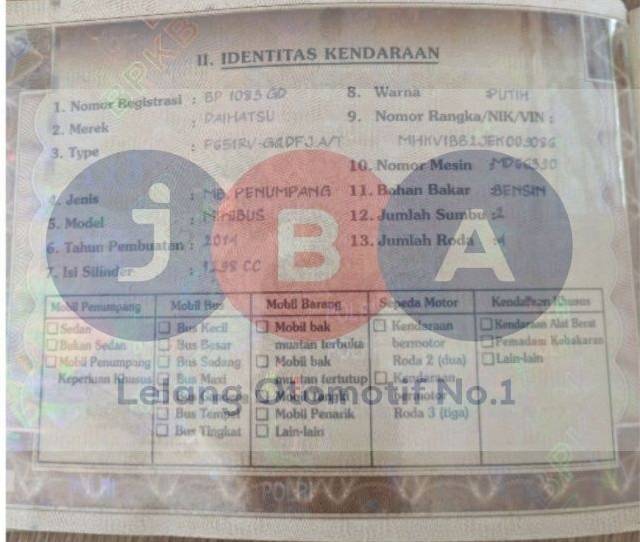 II. IDENTITAS KENDARAAN
1. Nomor Registrasi : BP 1083 GD
2. Merek : DAIHATSU
3. Type : F651RV-GQDFJ A/T
4. Jenis : MB. PENUMPANG
5. Model : MINIBUS
6. Tahun Pembuatan : 2014
7. Isi Silinder : 1298 CC
8. Warna : PUTIH
9. Nomor Rangka/NIK/VIN :
10. Nomor Mesin
11. Bahan Bakar : BENSIN
12. Jumlah Sumbu : 2
13. Jumlah Roda : 4
jBA
Lelang Otomotif No.1
Mobil Penumpang
Sedan
Bukan Sedan
Mobil Penumpang
Keperluan Khusus
Mobil Bus
Bus Kecil
Bus Besar
Bus Sedang
Bus Maxi
Bus Tempel
Bus Tingkat
Mobil Barang
Mobil bak
muatan terbuka
Mobil bak
muatan tertutup
Mobil Tangki
Mobil Penarik
Lain-lain
Sepeda Motor
Kendaraan
bermotor
Roda 2 (dua)
Kendaraan
bermotor
Roda 3 (tiga)
Kendaraan Khusus
Kendaraan Alat Berat
Pemadam Kebakaran
Lain-lain
POLRI
BPKB